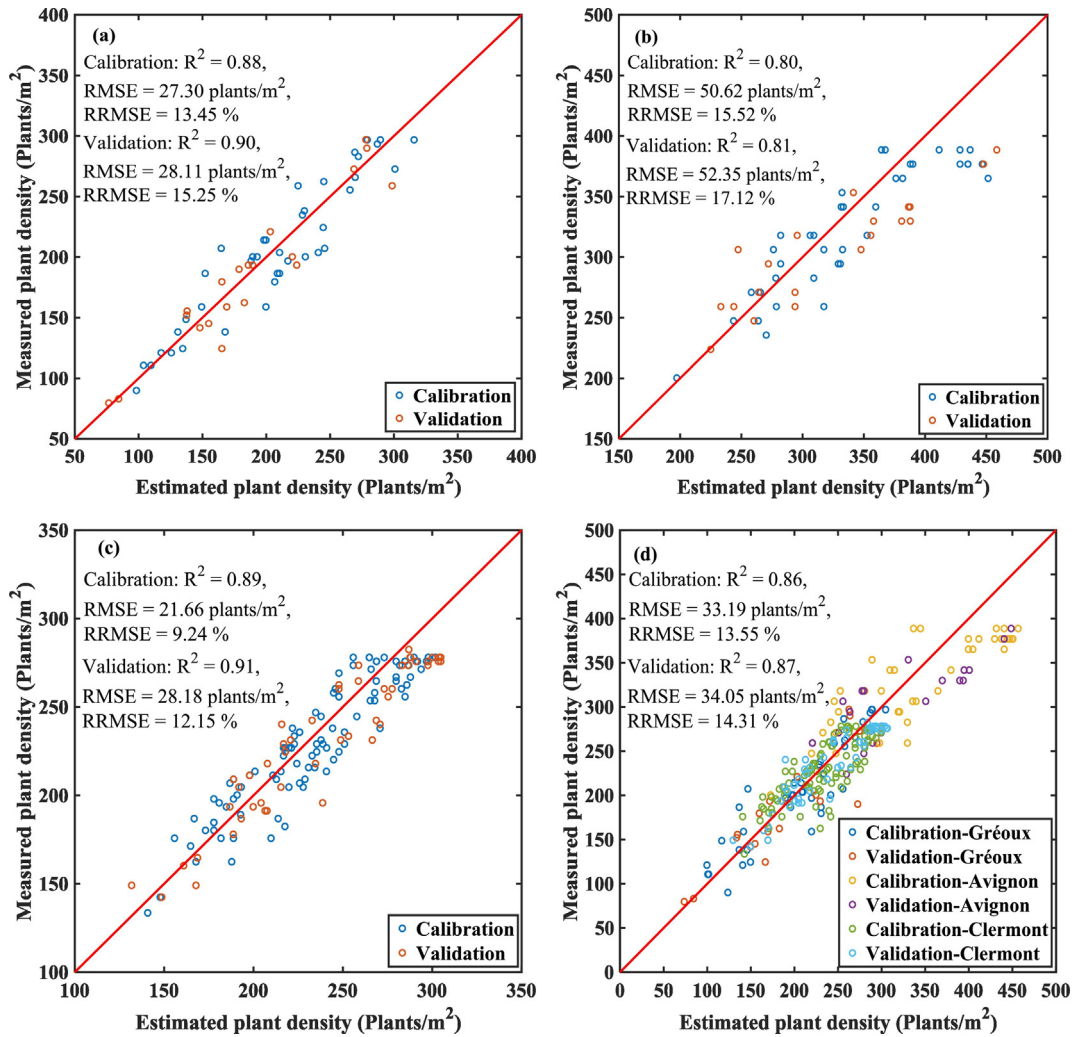 (a)
Calibration: R² = 0.88,
RMSE = 27.30 plants/m²,
RRMSE = 13.45 %
Validation: R² = 0.90,
RMSE = 28.11 plants/m²,
RRMSE = 15.25 %
Calibration
Validation
400
350
300
250
200
150
100
50
50 100 150 200 250 300 350 400
Measured plant density (Plants/m²)
Estimated plant density (Plants/m²)
(b)
Calibration: R² = 0.80,
RMSE = 50.62 plants/m²,
RRMSE = 15.52 %
Validation: R² = 0.81,
RMSE = 52.35 plants/m²,
RRMSE = 17.12 %
Calibration
Validation
500
450
400
350
300
250
200
150
150 200 250 300 350 400 450 500
Measured plant density (Plants/m²)
Estimated plant density (Plants/m²)
(c)
Calibration: R² = 0.89,
RMSE = 21.66 plants/m²,
RRMSE = 9.24 %
Validation: R² = 0.91,
RMSE = 28.18 plants/m²,
RRMSE = 12.15 %
Calibration
Validation
350
300
250
200
150
100
100 150 200 250 300 350
Measured plant density (Plants/m²)
Estimated plant density (Plants/m²)
(d)
Calibration: R² = 0.86,
RMSE = 33.19 plants/m²,
RRMSE = 13.55 %
Validation: R² = 0.87,
RMSE = 34.05 plants/m²,
RRMSE = 14.31 %
Calibration-Gréoux
Validation-Gréoux
Calibration-Avignon
Validation-Avignon
Calibration-Clermont
Validation-Clermont
500
450
400
350
300
250
200
150
100
50
0
0 50 100 150 200 250 300 350 400 450 500
Measured plant density (Plants/m²)
Estimated plant density (Plants/m²)